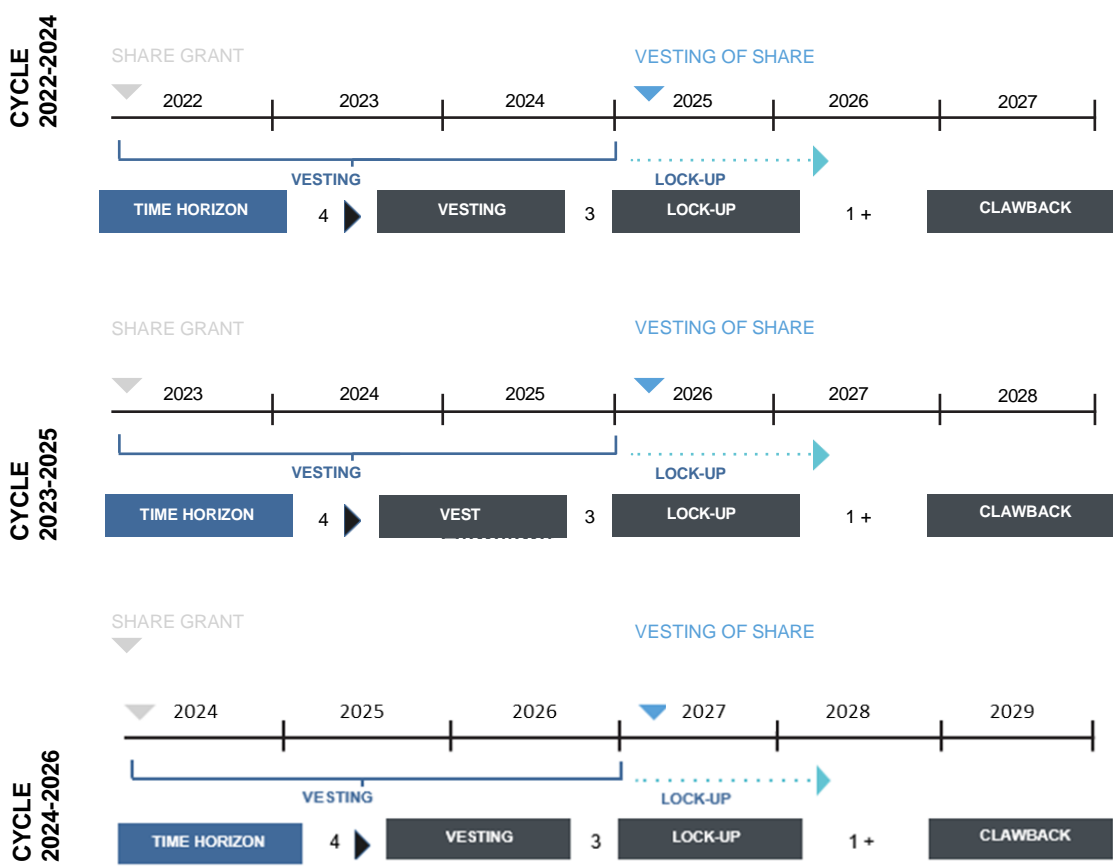 CYCLE
2022-2024
SHARE GRANT
VESTING OF SHARE
2022 2023 2024 2025 2026 2027
VESTING
LOCK-UP
TIME HORIZON 4 VESTING 3 LOCK-UP 1 + CLAWBACK
CYCLE
2023-2025
SHARE GRANT
VESTING OF SHARE
2023 2024 2025 2026 2027 2028
VESTING
LOCK-UP
TIME HORIZON 4 VEST 3 LOCK-UP 1 + CLAWBACK
CYCLE
2024-2026
SHARE GRANT
VESTING OF SHARE
2024 2025 2026 2027 2028 2029
VESTING
LOCK-UP
TIME HORIZON 4 VESTING 3 LOCK-UP 1 + CLAWBACK